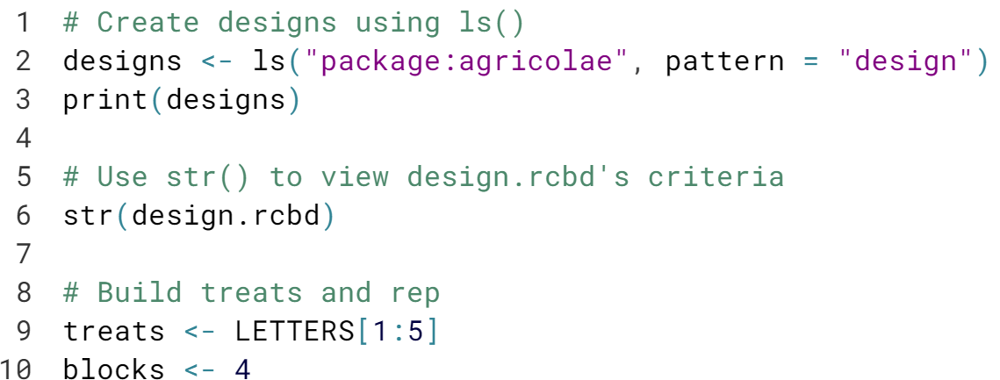 1 # Create designs using ls()
2 designs <- ls("package:agricolae", pattern = "design")
3 print(designs)
4
5 # Use str() to view design.rcbd's criteria
6 str(design.rcbd)
7
8 # Build treats and rep
9 treats <- LETTERS[1:5]
10 blocks <- 4